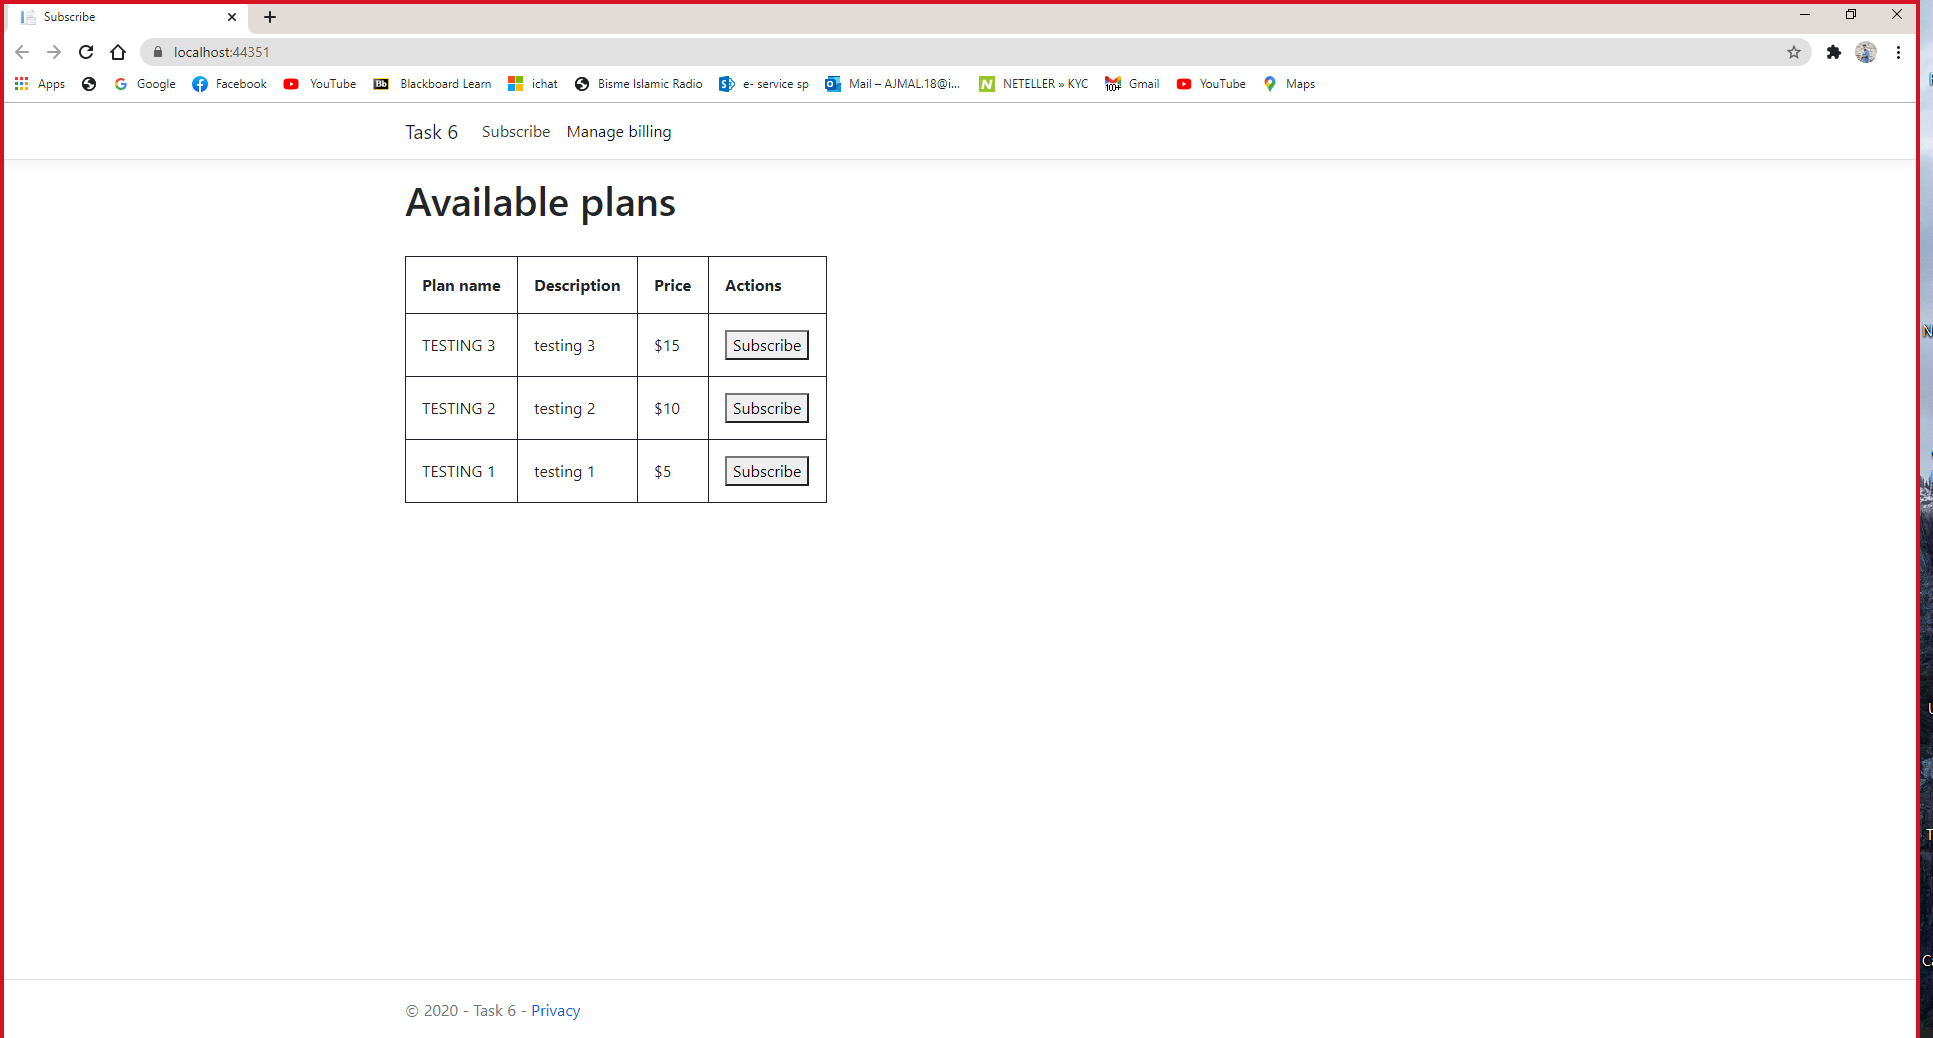 Subscribe
localhost:44351
Apps Google Facebook YouTube Bb Blackboard Learn ichat Bisme Islamic Radio e- service sp Mail – AJMAL.18@i... NETELLER » KYC 100+ Gmail YouTube Maps
Task 6 Subscribe Manage billing
Available plans
Plan name Description Price Actions
TESTING 3 testing 3 $15 Subscribe
TESTING 2 testing 2 $10 Subscribe
TESTING 1 testing 1 $5 Subscribe
© 2020 - Task 6 - Privacy